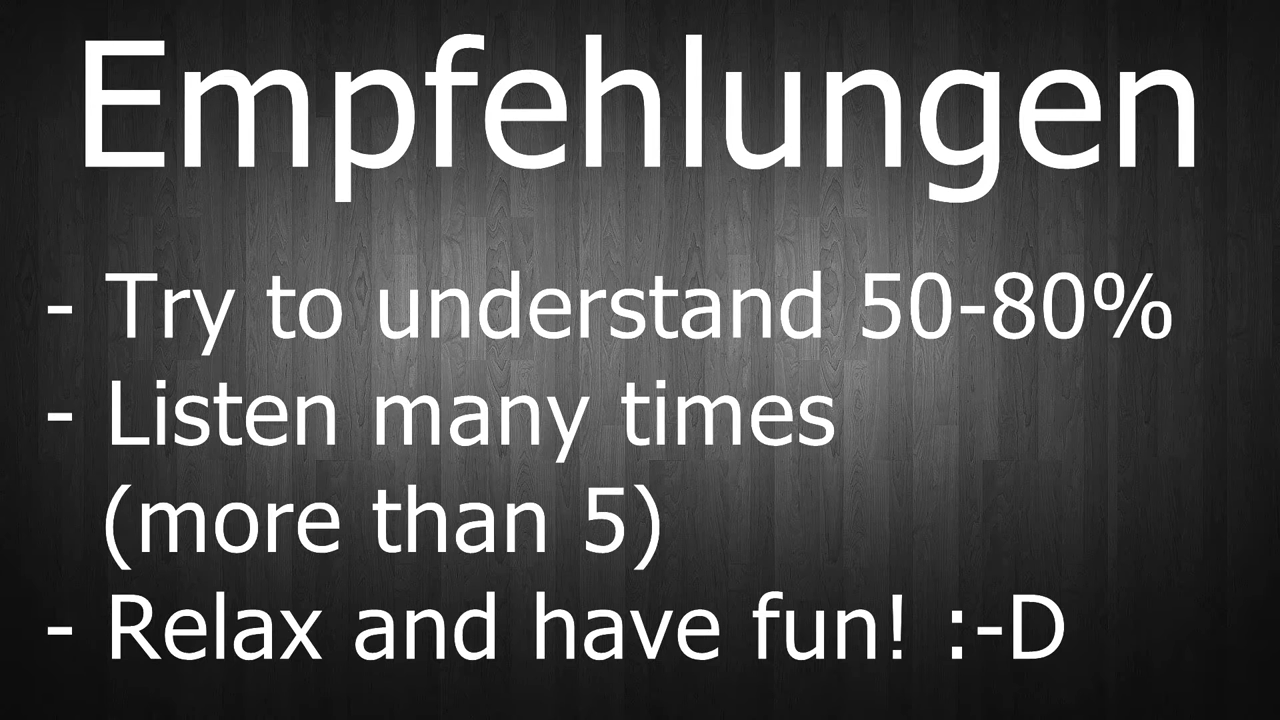 Empfehlungen
- Try to understand 50-80%
- Listen many times
(more than 5)
- Relax and have fun! :-D